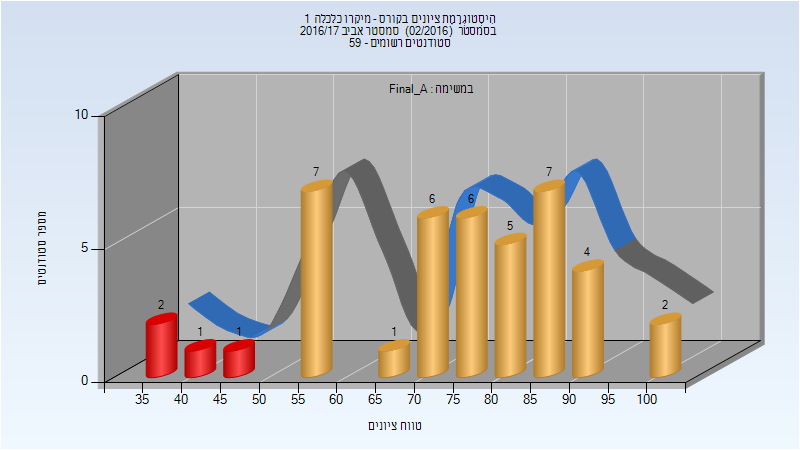 היסטוגרמת ציונים בקורס - מיקרו כלכלה 1
בסמסטר (02/2016) סמסטר אביב 2016/17
סטודנטים רשומים - 59
במשימה : Final_A
10
5
0
מספר סטודנטים
2
1
1
7
1
6
6
5
7
4
2
35 40 45 50 55 60 65 70 75 80 85 90 95 100
טווח ציונים